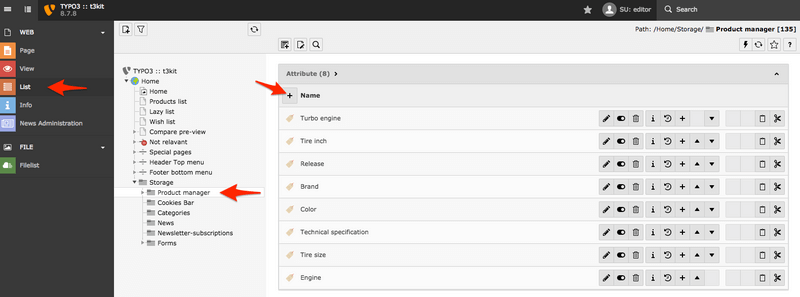 TYPO3 :: t3kit
8.7.8
SU: editor
Search
WEB
Page
View
List
Info
News Administration
FILE
Filelist
TYPO3 :: t3kit
Home
Home
Products list
Lazy list
Wish list
Compare pre-view
Not relavant
Special pages
Header Top menu
Footer bottom menu
Storage
Product manager
Cookies Bar
Categories
News
Newsletter-subscriptions
Forms
Path: /Home/Storage/ Product manager [135]
Attribute (8)
Name
Turbo engine
Tire inch
Release
Brand
Color
Technical specification
Tire size
Engine